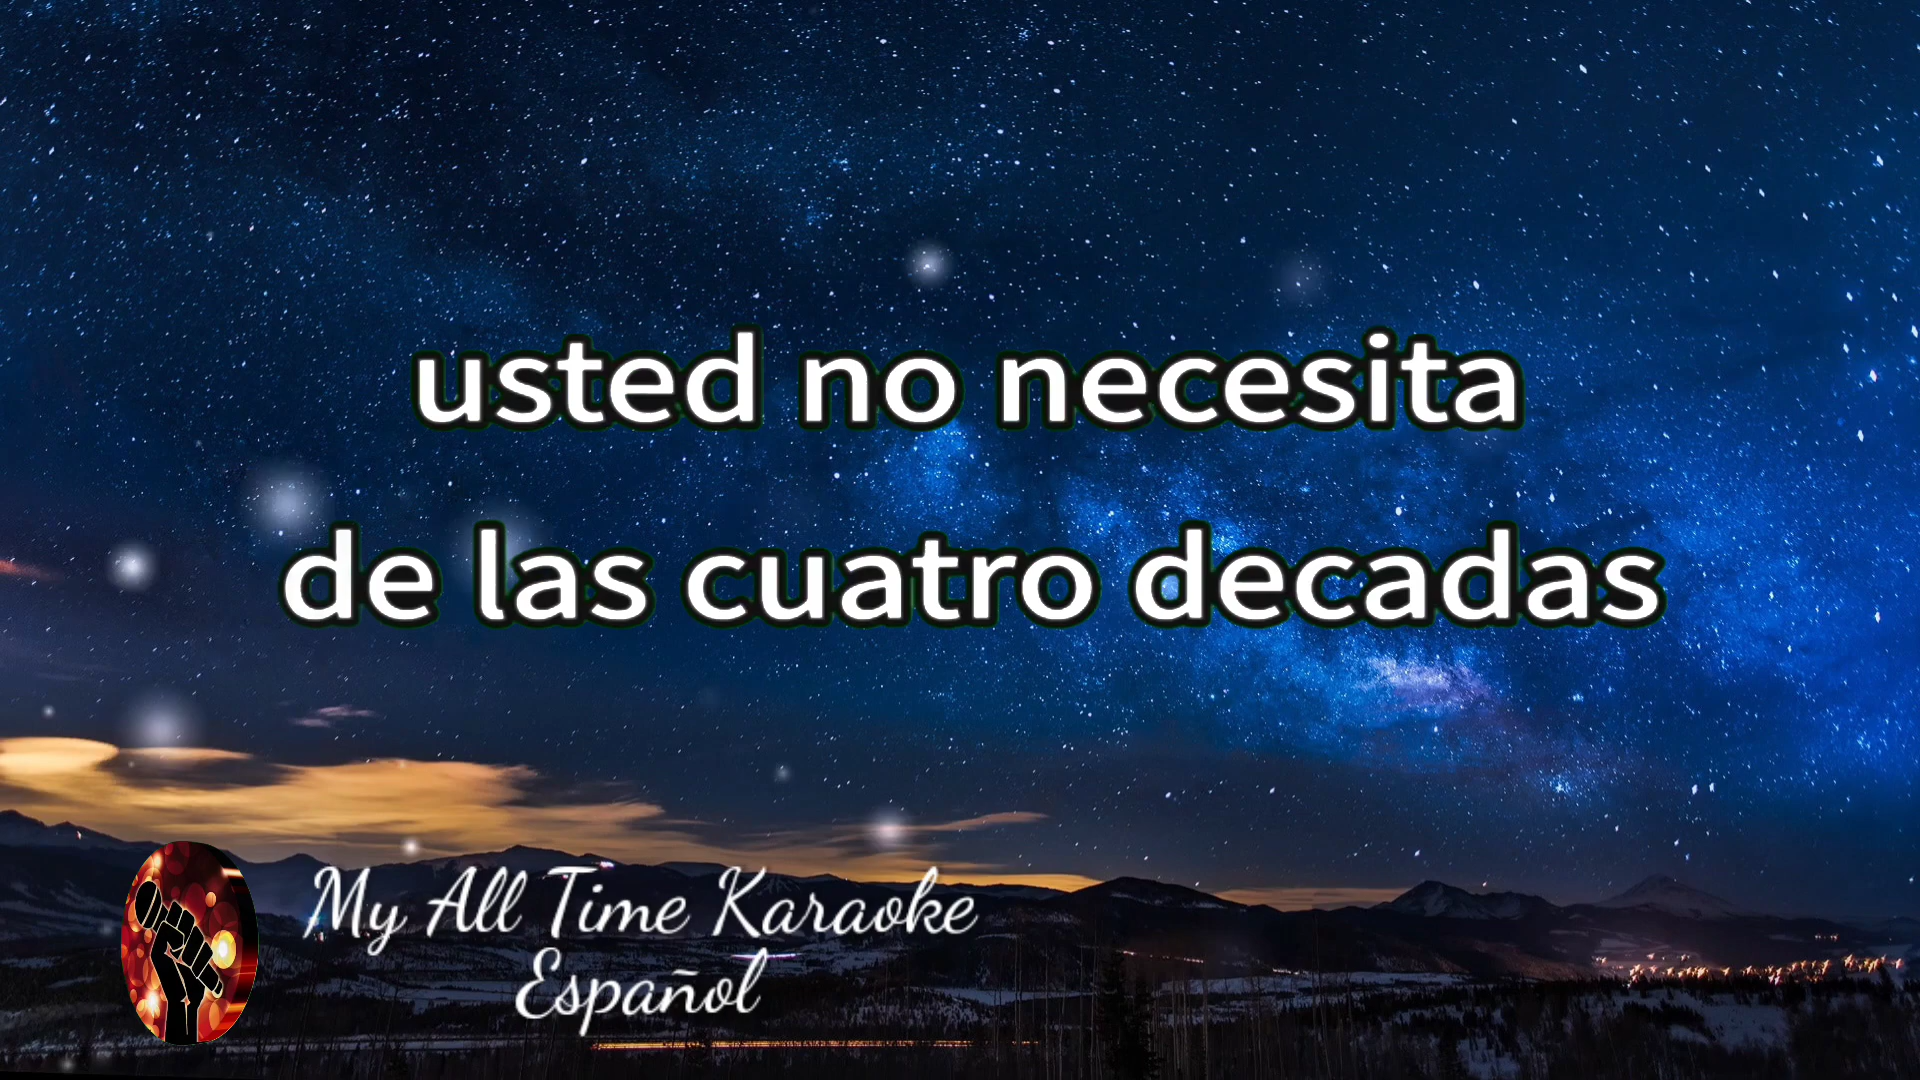 usted no necesita
de las cuatro decadas
My All Time Karaoke
Español